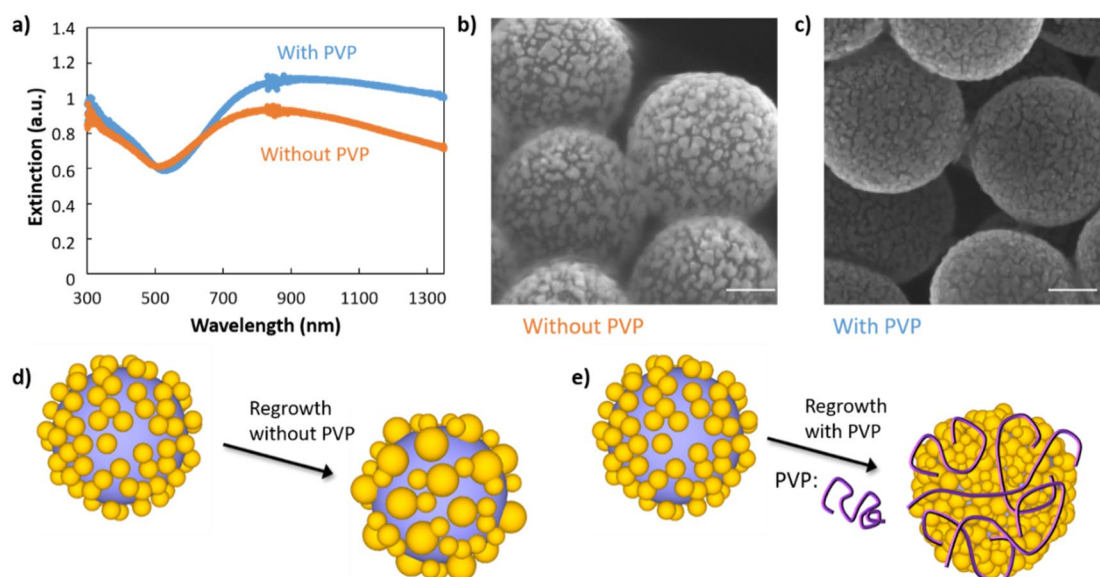 a)
1.4
1.2
1
0.8
0.6
0.4
1.2
0
Extinction (a.u.)
300 500 700 900 1100 1300
Wavelength (nm)
With PVP
Without PVP
b)
Without PVP
c)
With PVP
d)
Regrowth
without PVP
e)
Regrowth
with PVP
PVP: